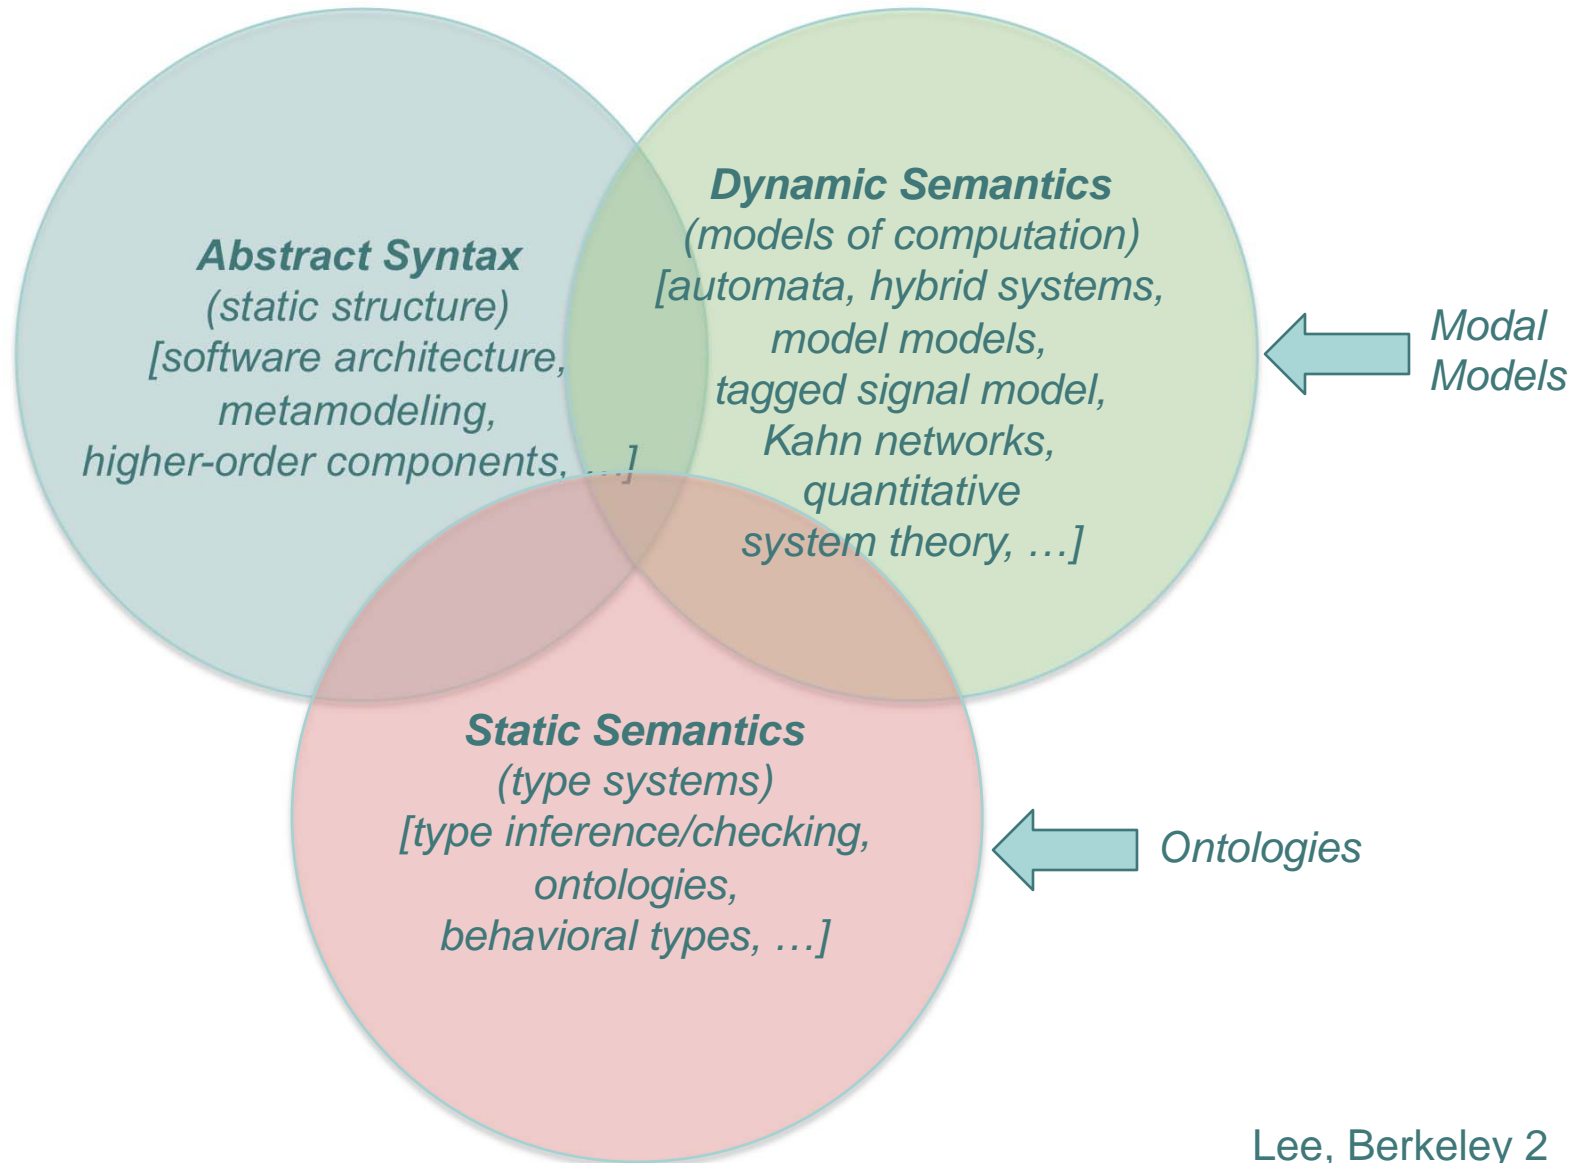 Abstract Syntax
(static structure)
[software architecture,
metamodeling,
higher-order components, …]
Dynamic Semantics
(models of computation)
[automata, hybrid systems,
model models,
tagged signal model,
Kahn networks,
quantitative
system theory, …]
Modal
Models
Static Semantics
(type systems)
[type inference/checking,
ontologies,
behavioral types, …]
Ontologies
Lee, Berkeley 2